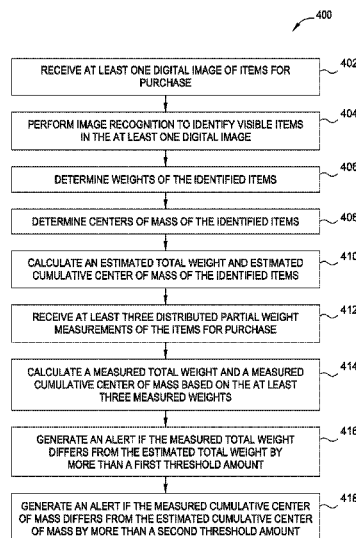 400
RECEIVE AT LEAST ONE DIGITAL IMAGE OF ITEMS FOR
PURCHASE
402
PERFORM IMAGE RECOGNITION TO IDENTIFY VISIBLE ITEMS
IN THE AT LEAST ONE DIGITAL IMAGE
404
DETERMINE WEIGHTS OF THE IDENTIFIED ITEMS
406
DETERMINE CENTERS OF MASS OF THE IDENTIFIED ITEMS
408
CALCULATE AN ESTIMATED TOTAL WEIGHT AND ESTIMATED
CUMULATIVE CENTER OF MASS OF THE IDENTIFIED ITEMS
410
RECEIVE AT LEAST THREE DISTRIBUTED PARTIAL WEIGHT
MEASUREMENTS OF THE ITEMS FOR PURCHASE
412
CALCULATE A MEASURED TOTAL WEIGHT AND A MEASURED
CUMULATIVE CENTER OF MASS BASED ON THE AT LEAST
THREE MEASURED WEIGHTS
414
GENERATE AN ALERT IF THE MEASURED TOTAL WEIGHT
DIFFERS FROM THE ESTIMATED TOTAL WEIGHT BY
MORE THAN A FIRST THRESHOLD AMOUNT
416
GENERATE AN ALERT IF THE MEASURED CUMULATIVE CENTER
OF MASS DIFFERS FROM THE ESTIMATED CUMULATIVE CENTER
OF MASS BY MORE THAN A SECOND THRESHOLD AMOUNT
418